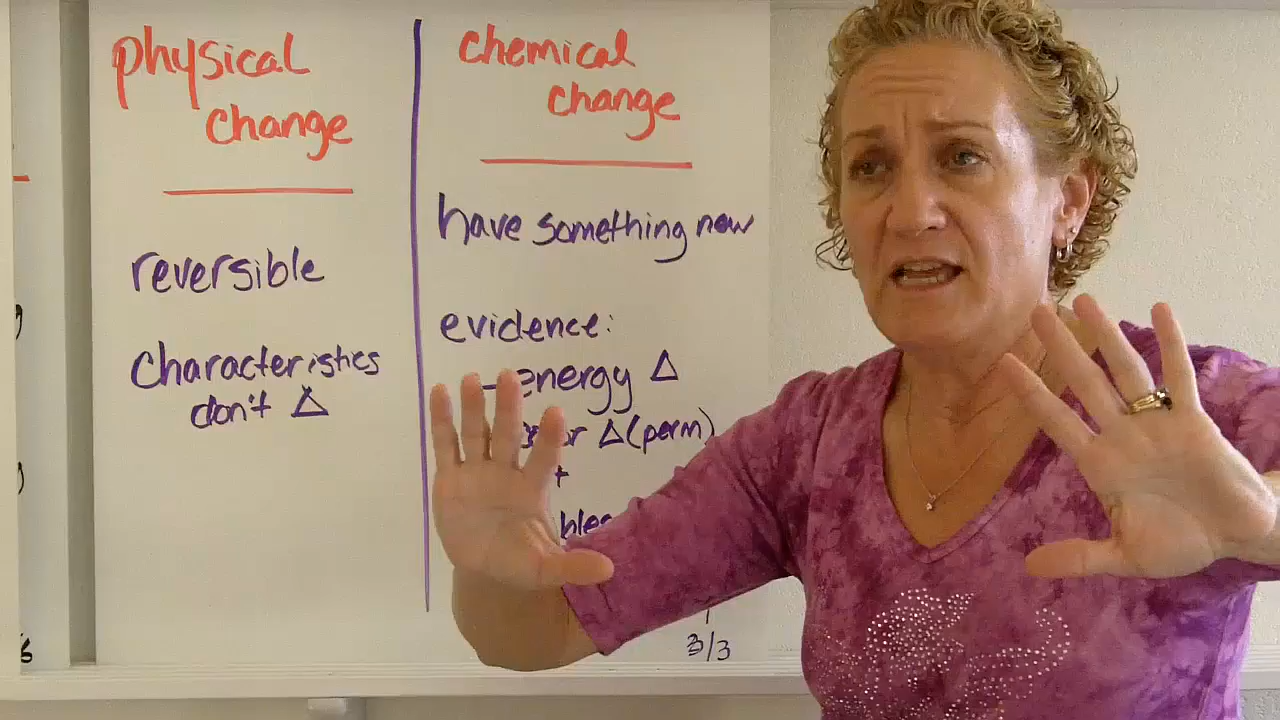 physical
change
reversible
characteristics
don't Δ
chemical
change
have something new
evidence:
- energy Δ
Δ (perm)
3/3